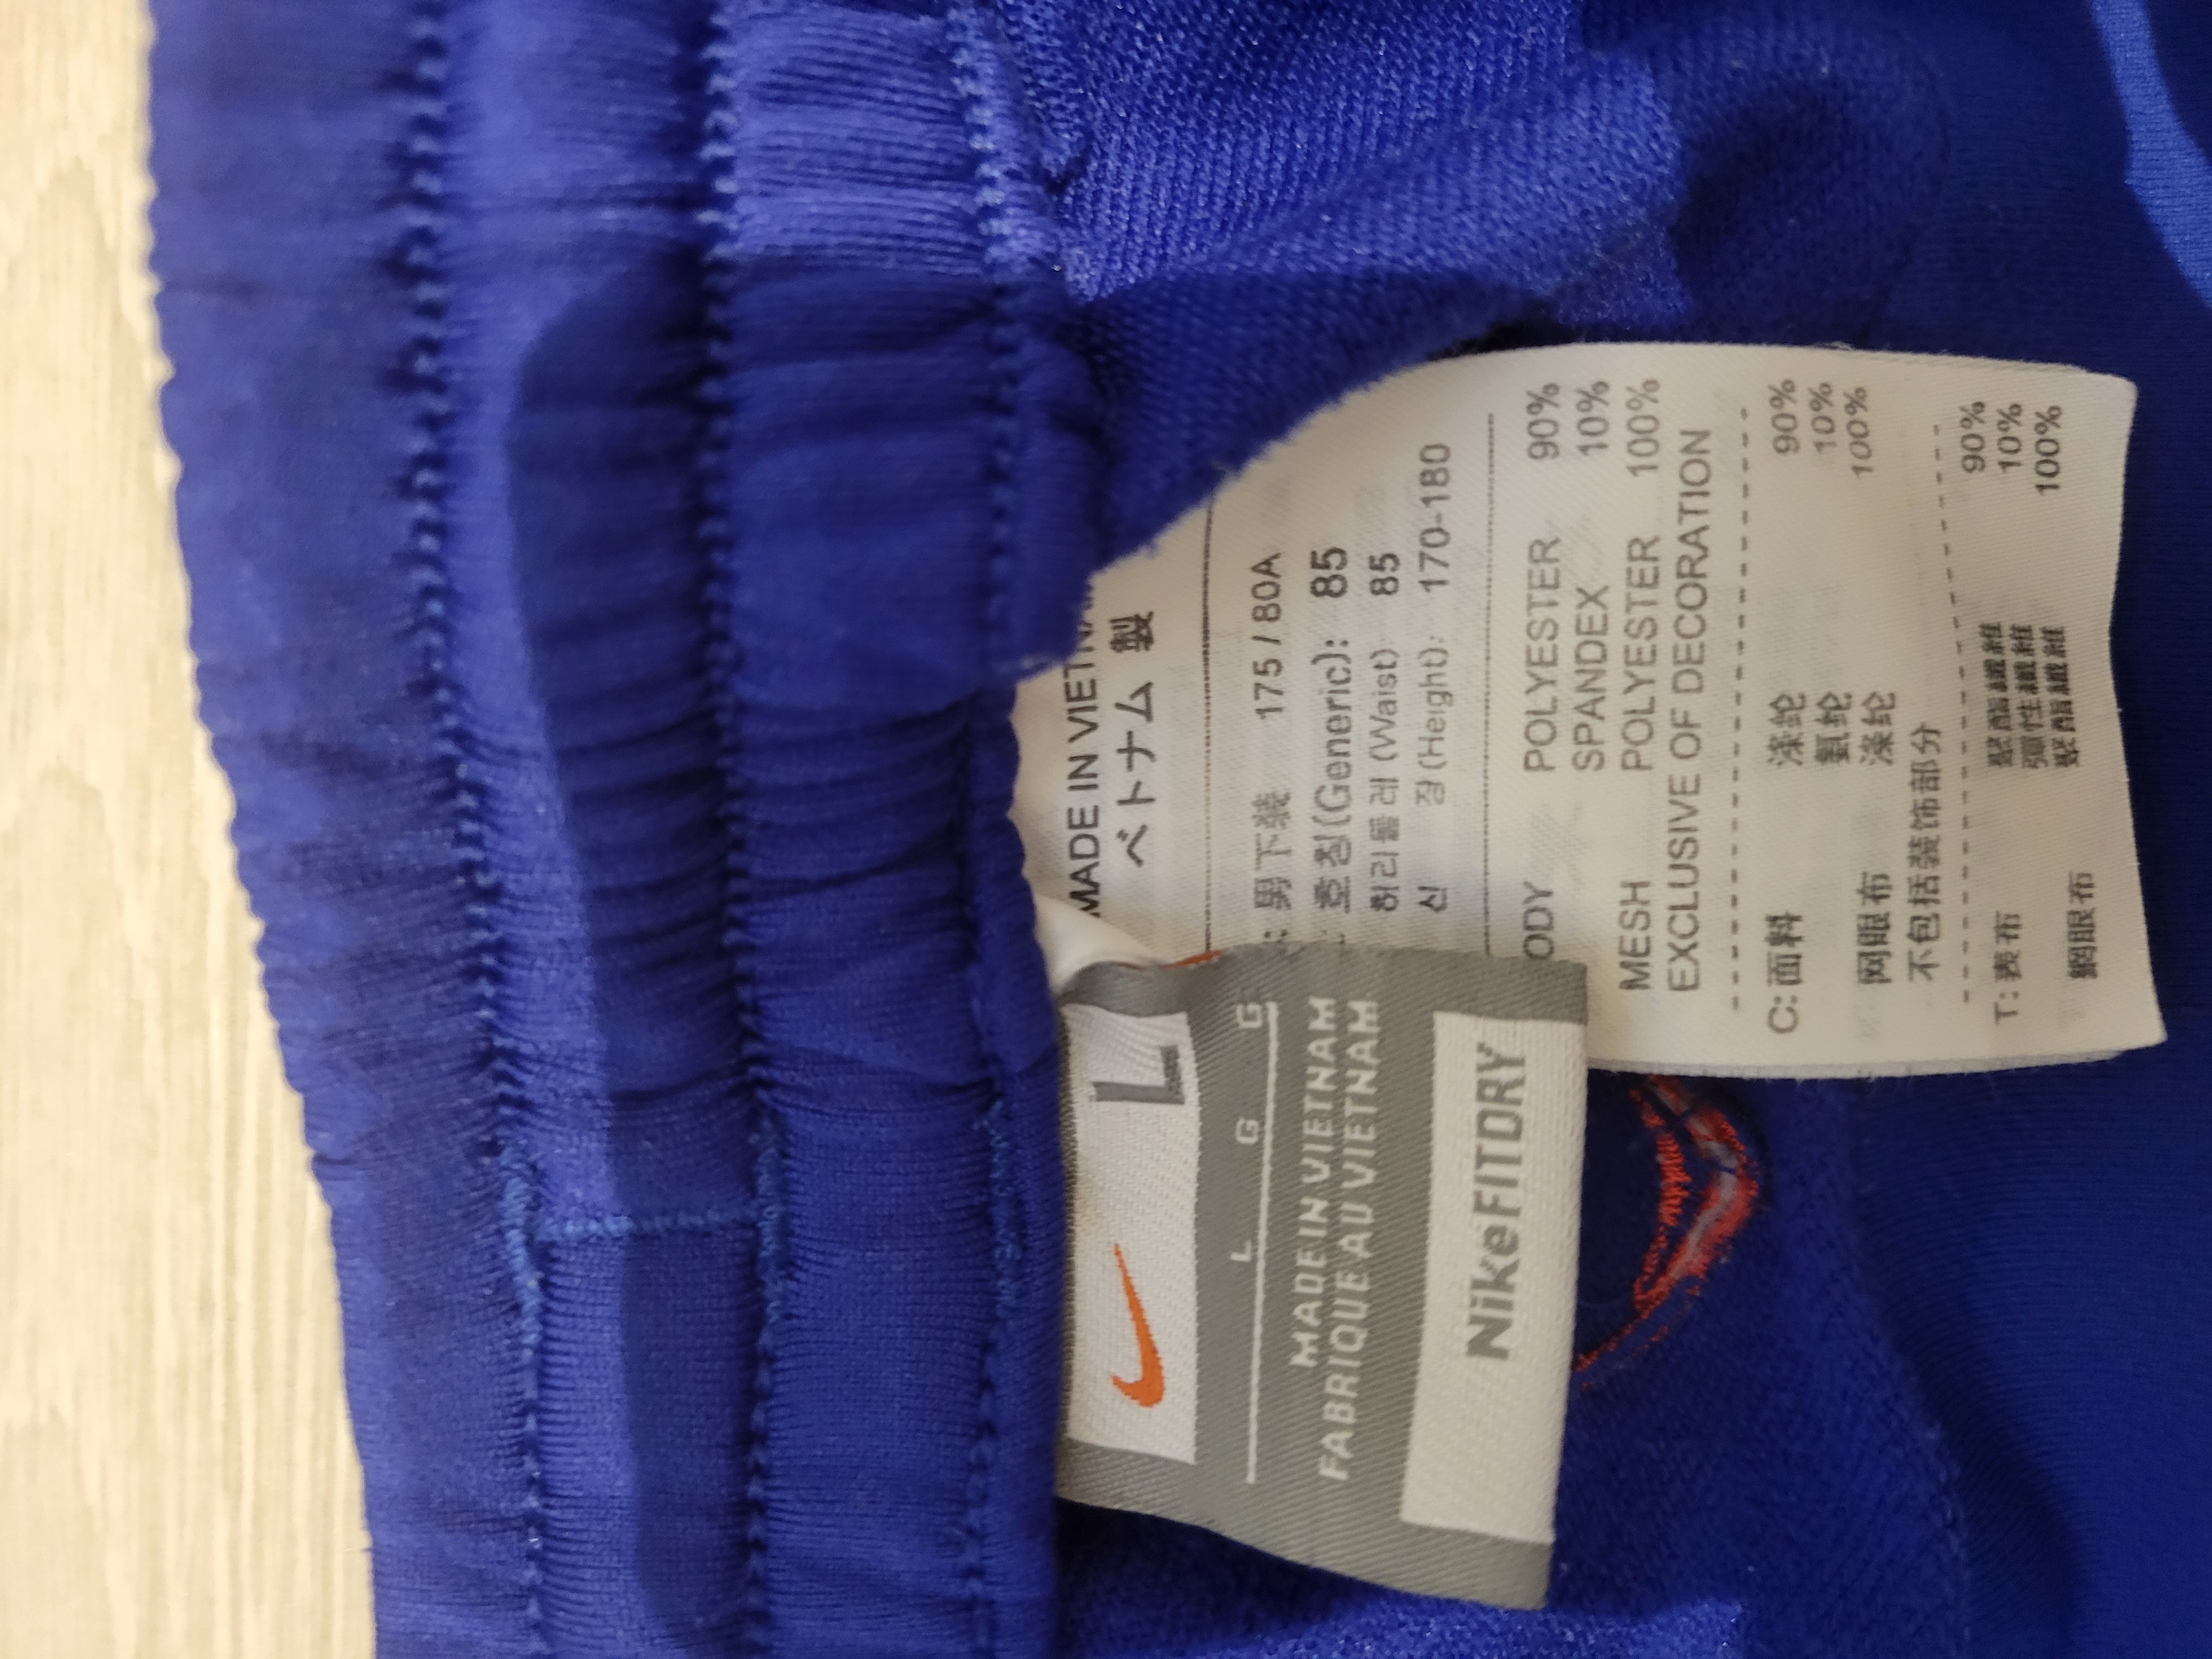 MADE IN VIETNA
ベトナム 製
男下装 175 / 80A
호칭(Generic): 85
허리둘레 (Waist) 85
신 장(Height): 170-180
ODY POLYESTER 90%
SPANDEX 10%
MESH POLYESTER 100%
EXCLUSIVE OF DECORATION
C: 面料 涤纶 90%
氨纶 10%
网眼布 涤纶 100%
不包括装饰部分
T: 表布 聚酯纖維 90%
彈性纖維 10%
網眼布 聚酯纖維 100%
L
L G G
MADE IN VIETNAM
FABRIQUE AU VIETNAM
NikeFITDRY